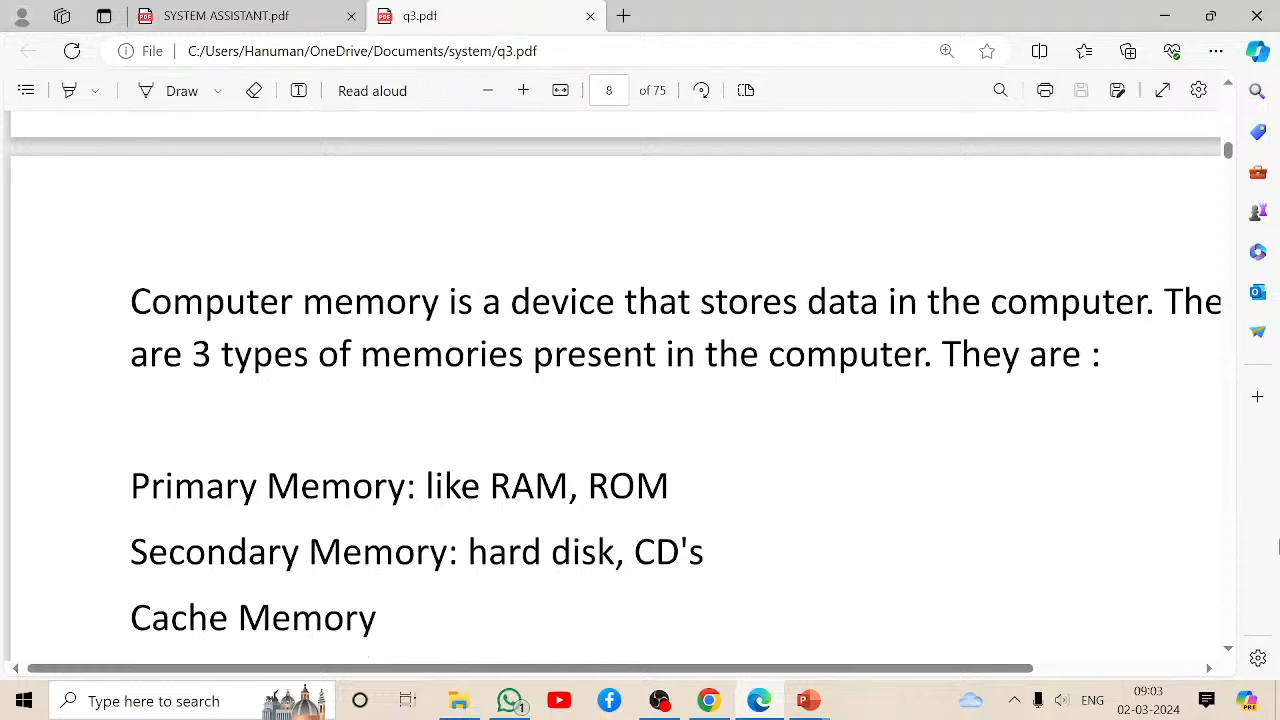 SYSTEM ASSISTANT.pdf
q3.pdf
File
C:/Users/Hanuman/OneDrive/Documents/system/q3.pdf
Draw
Read aloud
8
of 75
Computer memory is a device that stores data in the computer. The
are 3 types of memories present in the computer. They are :
Primary Memory: like RAM, ROM
Secondary Memory: hard disk, CD's
Cache Memory
Type here to search
1
ENG
09:03
02-03-2024